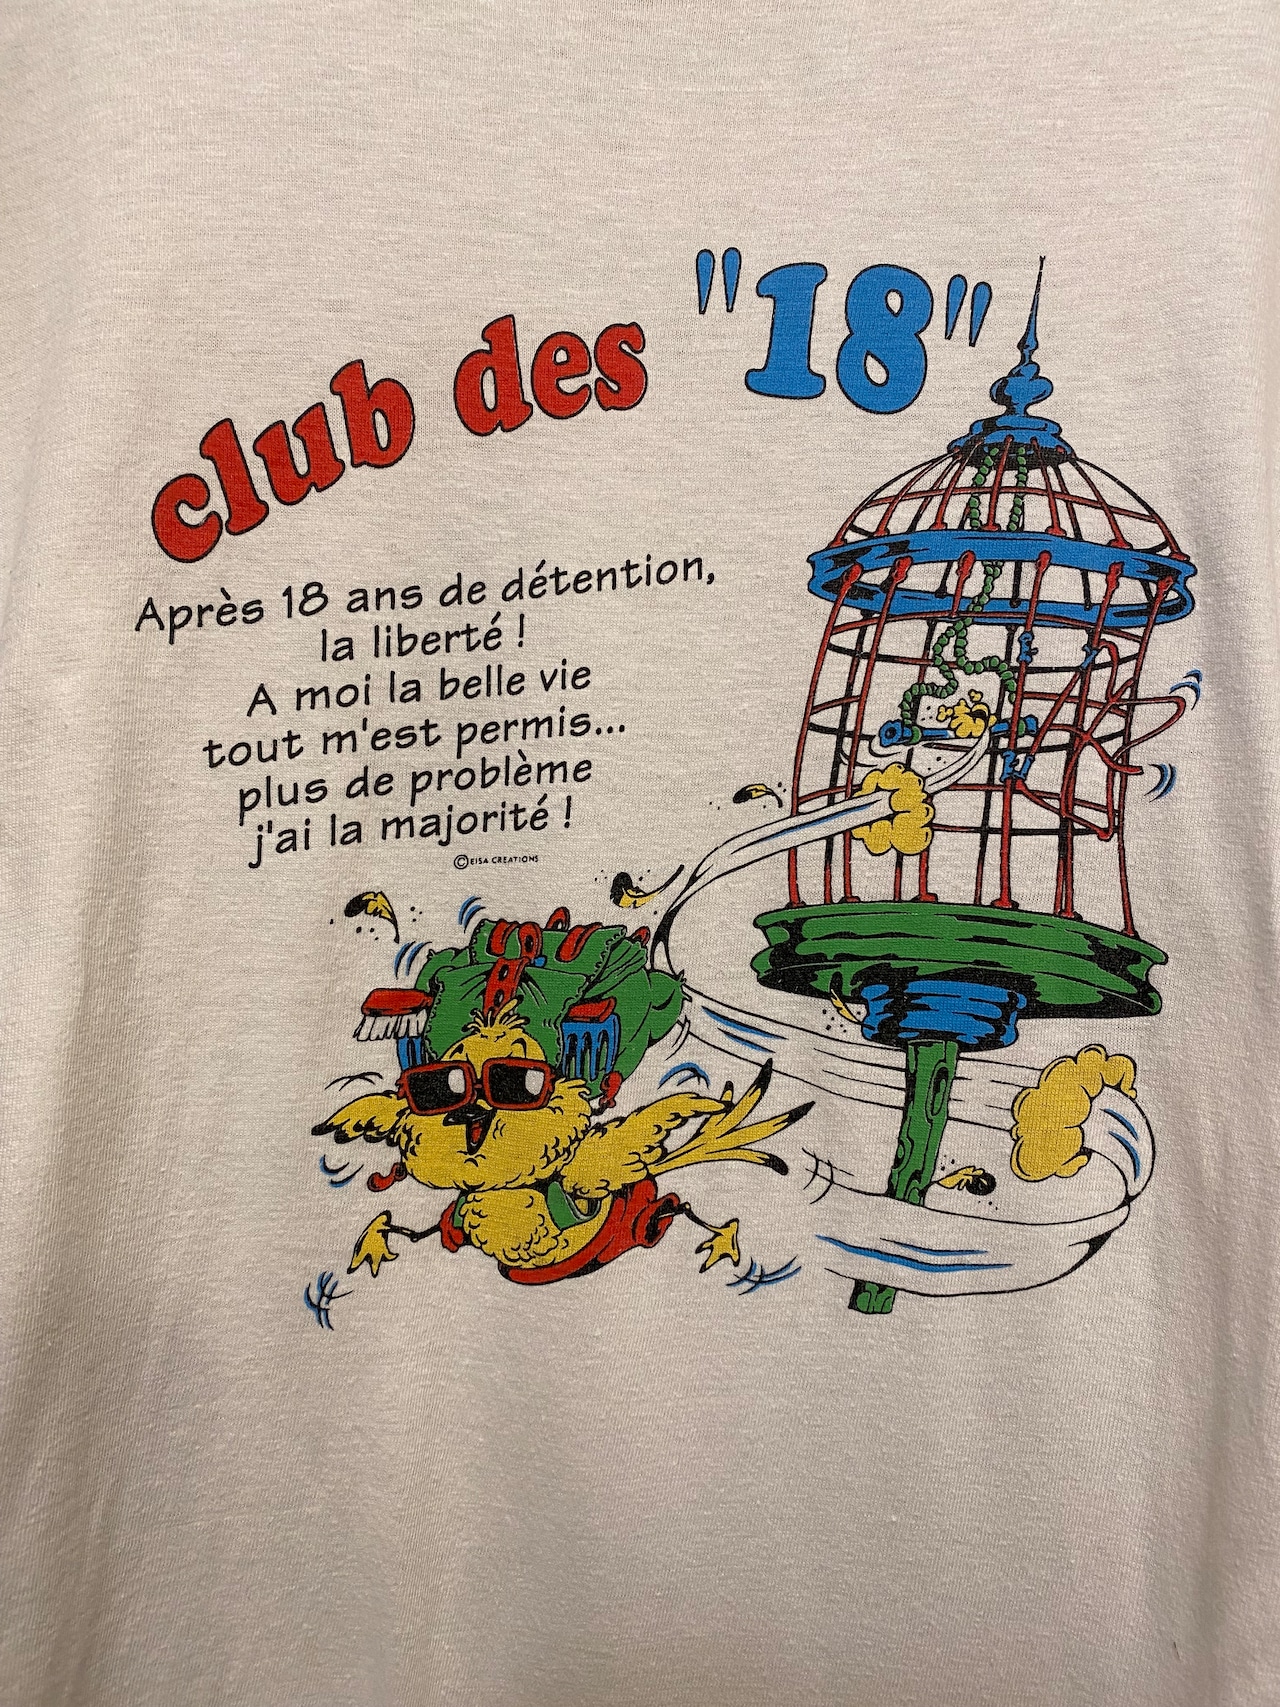 club des "18"
Après 18 ans de détention,
la liberté !
A moi la belle vie
tout m'est permis...
plus de problème
j'ai la majorité !
©EISA CREATIONS